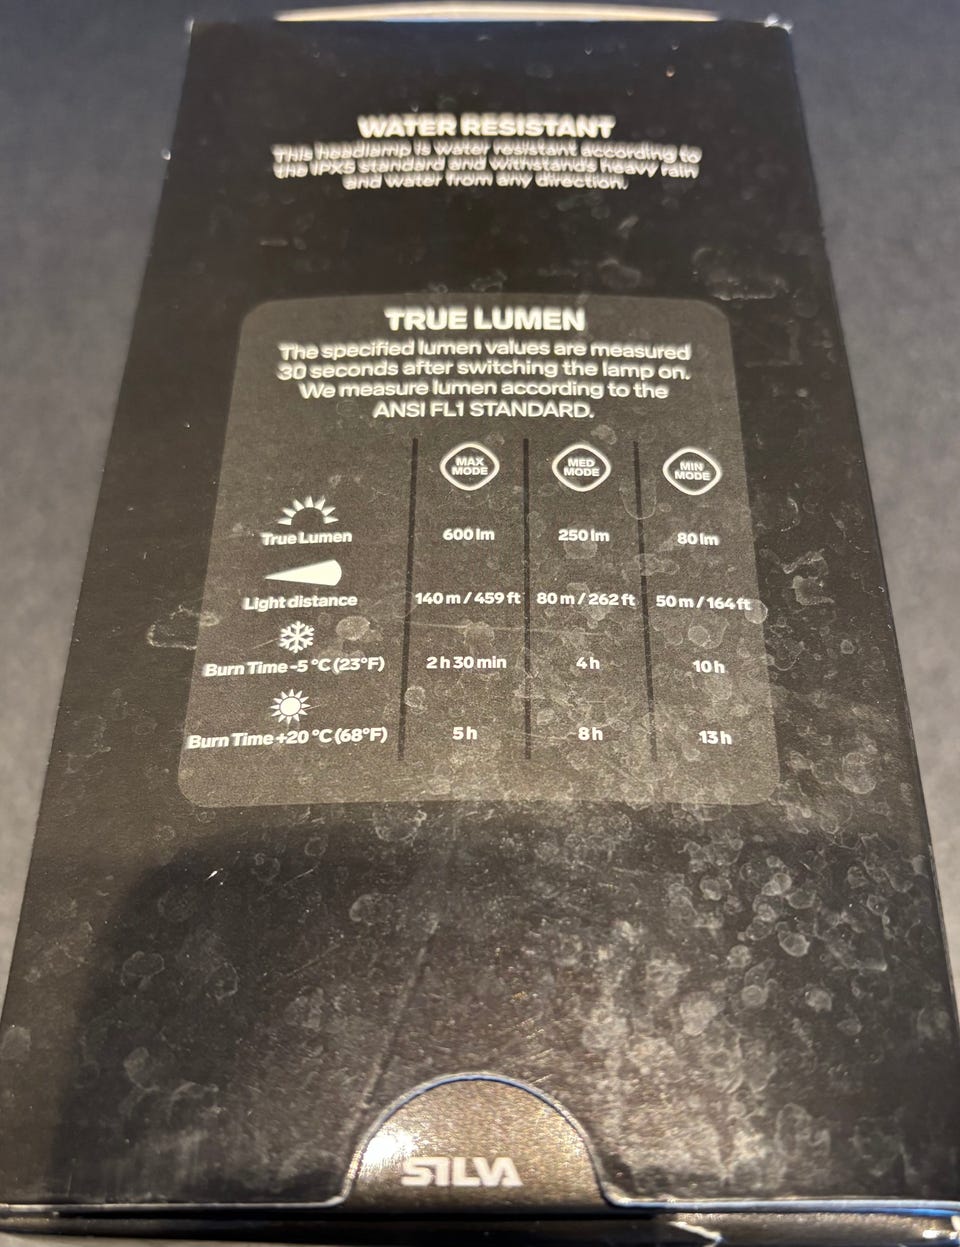 WATER RESISTANT
This headlamp is water resistant according to
the IPX5 standard and withstands heavy rain
and water from any direction.
TRUE LUMEN
The specified lumen values are measured
30 seconds after switching the lamp on.
We measure lumen according to the
ANSI FL1 STANDARD.
MAX MODE MED MODE MIN MODE
True Lumen 600 lm 250 lm 80 lm
Light distance 140 m / 459 ft 80 m / 262 ft 50 m / 164 ft
Burn Time -5 °C (23°F) 2 h 30 min 4 h 10 h
Burn Time +20 °C (68°F) 5 h 8 h 13 h
SILVA